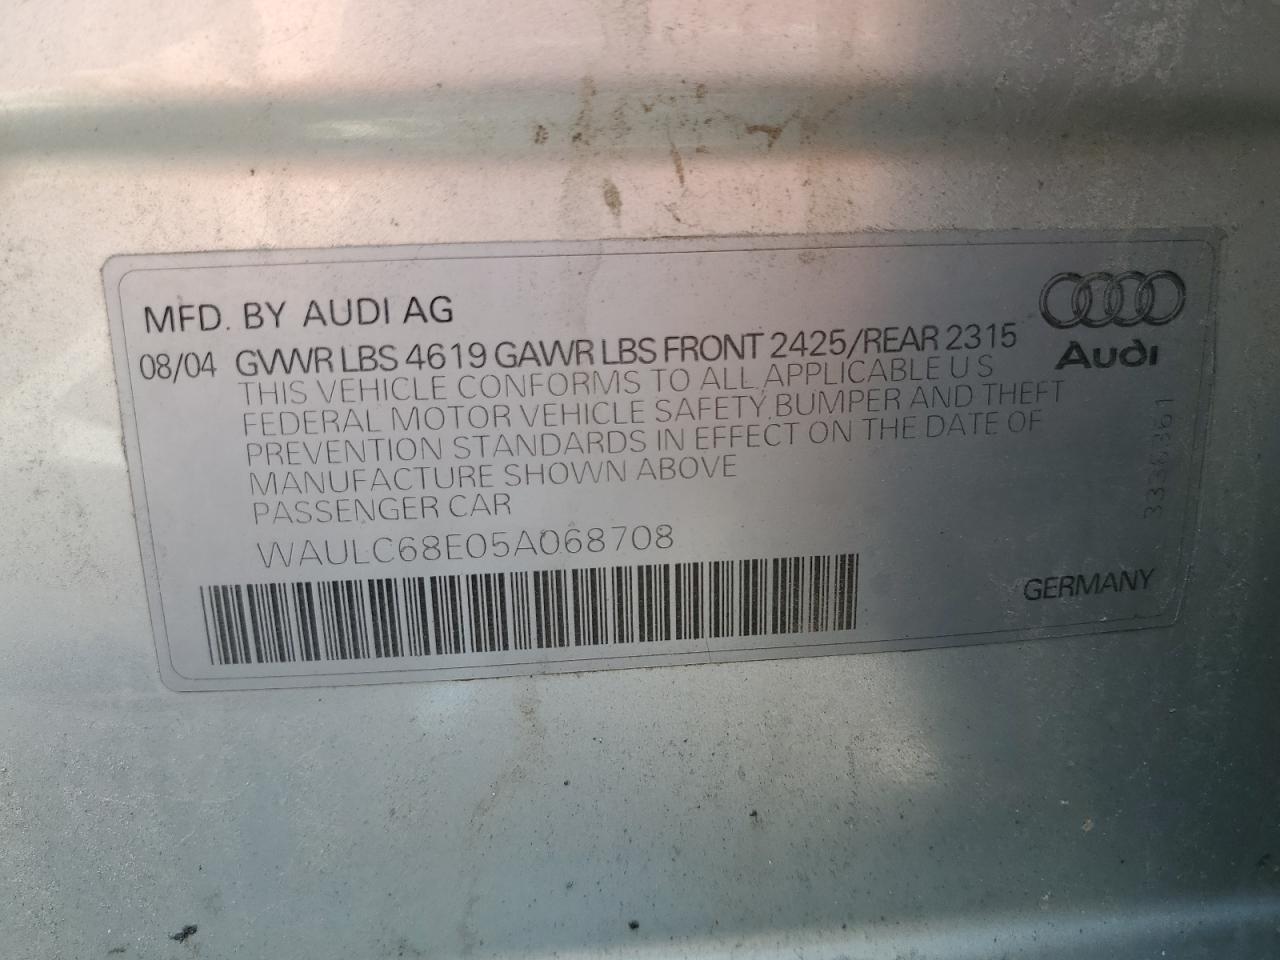 MFD. BY AUDI AG
08/04 GVWR LBS 4619 GAWR LBS FRONT 2425/REAR 2315
THIS VEHICLE CONFORMS TO ALL APPLICABLE U S
FEDERAL MOTOR VEHICLE SAFETY, BUMPER AND THEFT
PREVENTION STANDARDS IN EFFECT ON THE DATE OF
MANUFACTURE SHOWN ABOVE
PASSENGER CAR
WAULC68E05A068708
Audi
GERMANY